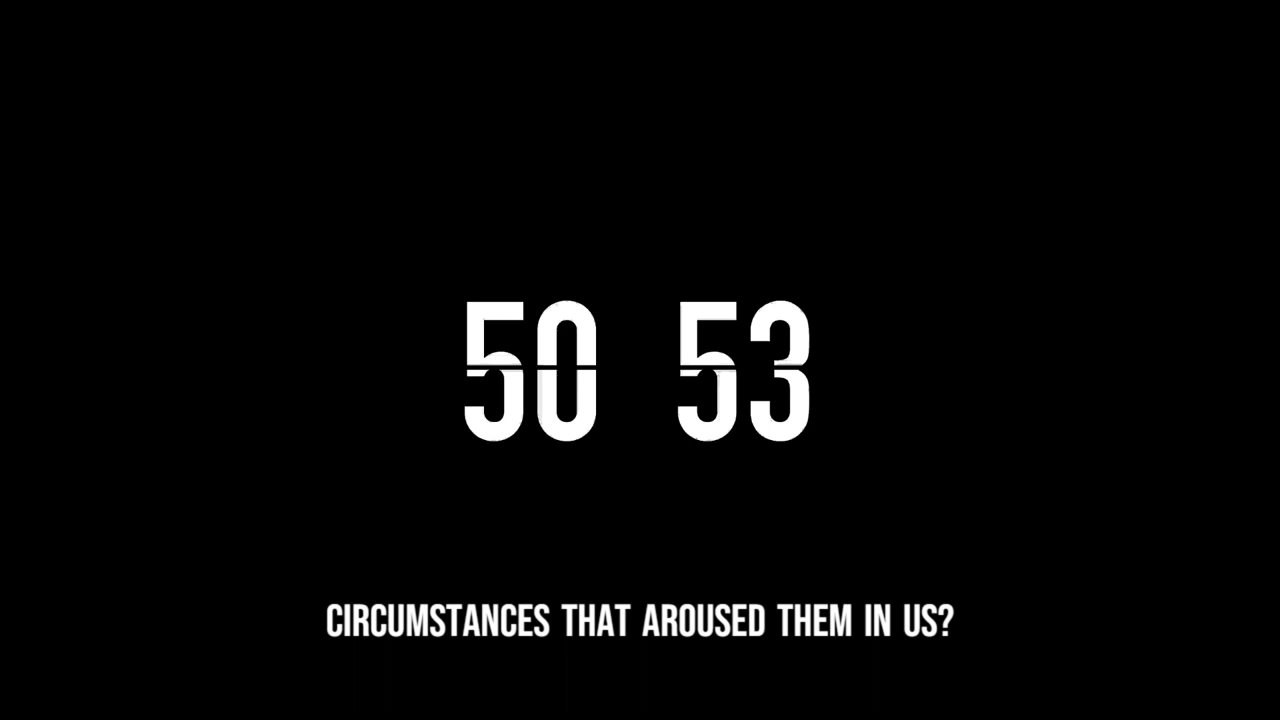 50 53
CIRCUMSTANCES THAT AROUSED THEM IN US?